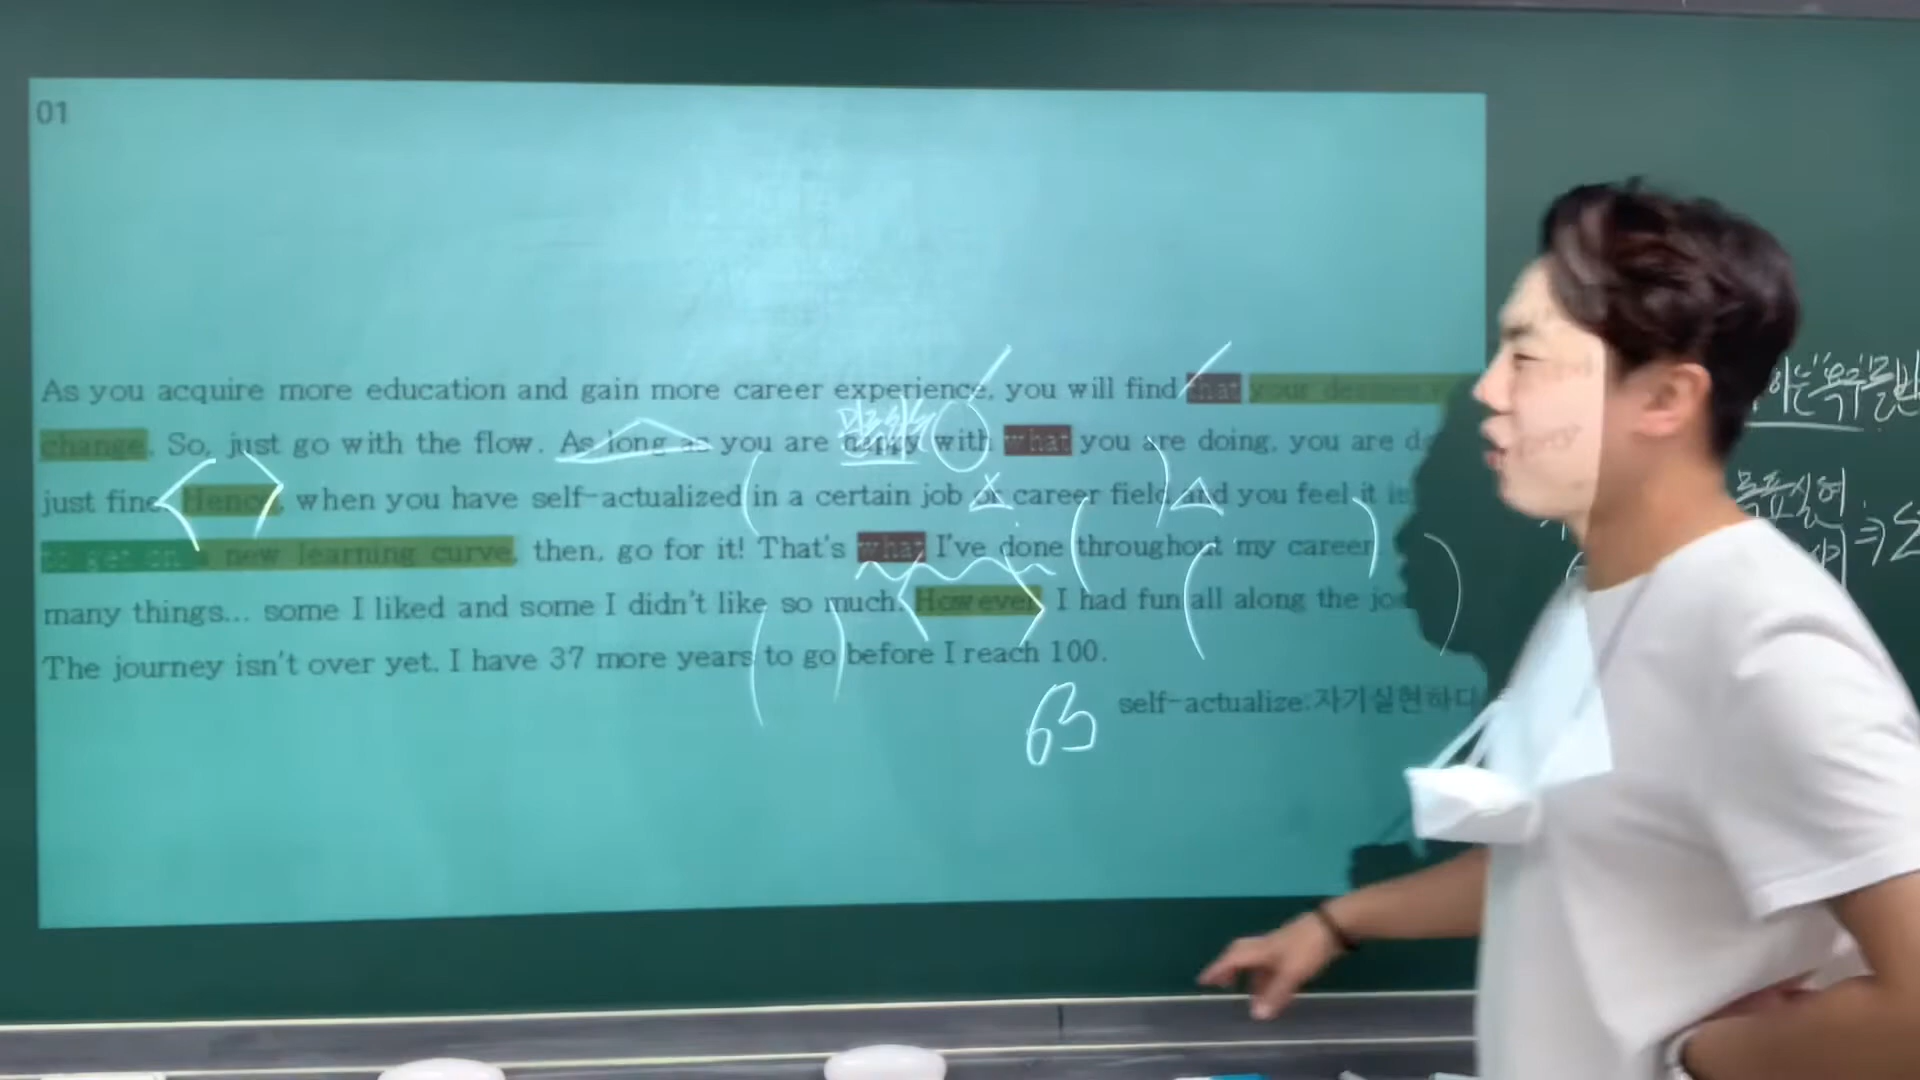 01
As you acquire more education and gain more career experience, you will find that your desires
change. So, just go with the flow. As long as you are happy with what you are doing, you are
just fine. Hence, when you have self-actualized in a certain job or career field and you feel it is
to get on a new learning curve, then, go for it! That's what I've done throughout my career
many things... some I liked and some I didn't like so much. However, I had fun all along the
The journey isn't over yet. I have 37 more years to go before I reach 100.
63
self-actualize:자기실현하다